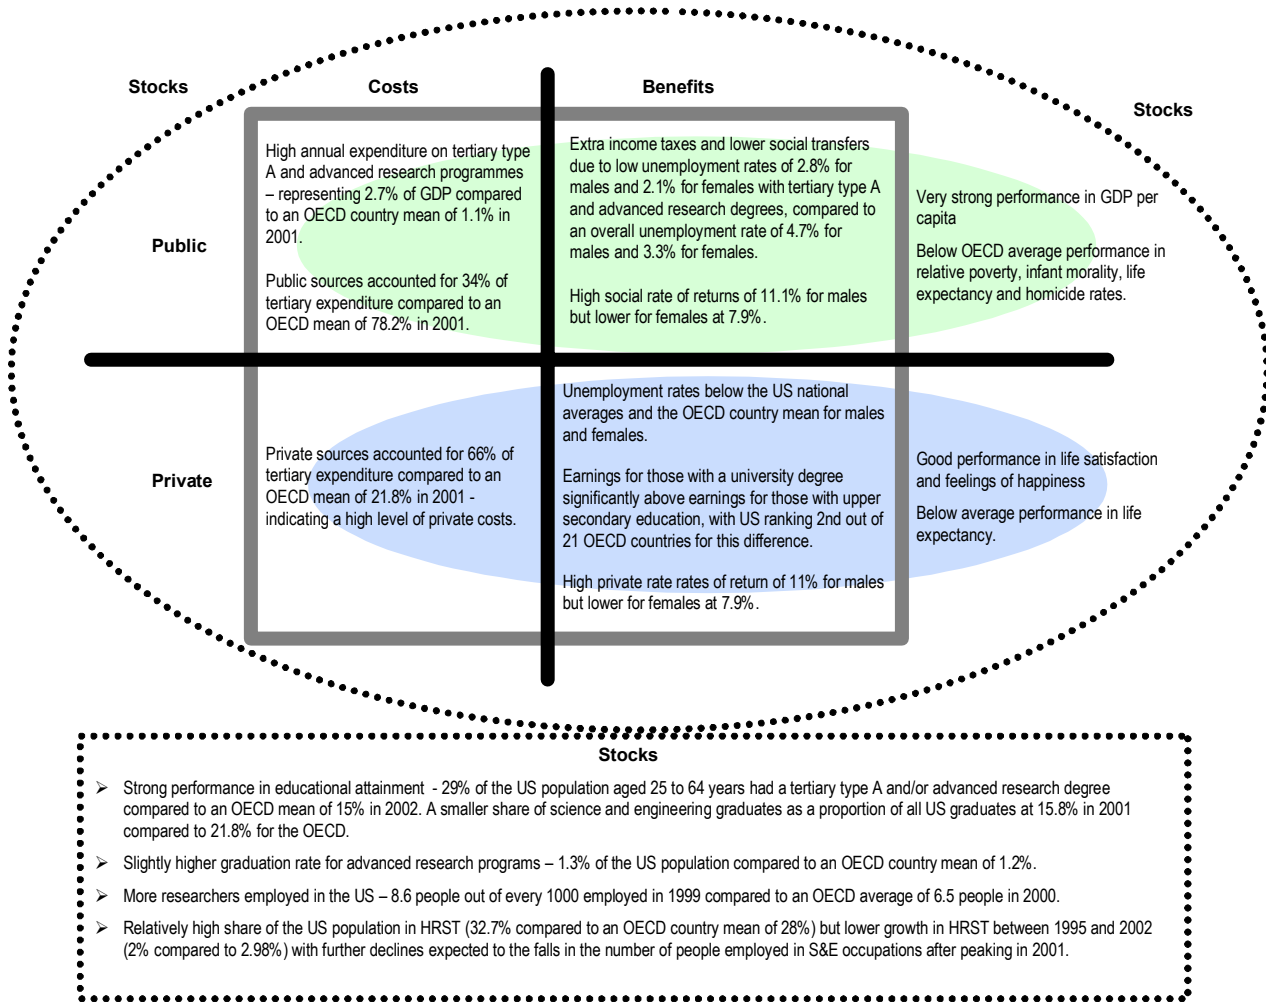 Stocks
Costs
Benefits
Stocks
Public
High annual expenditure on tertiary type
A and advanced research programmes
– representing 2.7% of GDP compared
to an OECD country mean of 1.1% in
2001.
Public sources accounted for 34% of
tertiary expenditure compared to an
OECD mean of 78.2% in 2001.
Extra income taxes and lower social transfers
due to low unemployment rates of 2.8% for
males and 2.1% for females with tertiary type A
and advanced research degrees, compared to
an overall unemployment rate of 4.7% for
males and 3.3% for females.
High social rate of returns of 11.1% for males
but lower for females at 7.9%.
Very strong performance in GDP per
capita
Below OECD average performance in
relative poverty, infant morality, life
expectancy and homicide rates.
Private
Private sources accounted for 66% of
tertiary expenditure compared to an
OECD mean of 21.8% in 2001 -
indicating a high level of private costs.
Unemployment rates below the US national
averages and the OECD country mean for males
and females.
Earnings for those with a university degree
significantly above earnings for those with upper
secondary education, with US ranking 2nd out of
21 OECD countries for this difference.
High private rate rates of return of 11% for males
but lower for females at 7.9%.
Good performance in life satisfaction
and feelings of happiness
Below average performance in life
expectancy.
Stocks
➢ Strong performance in educational attainment - 29% of the US population aged 25 to 64 years had a tertiary type A and/or advanced research degree
compared to an OECD mean of 15% in 2002. A smaller share of science and engineering graduates as a proportion of all US graduates at 15.8% in 2001
compared to 21.8% for the OECD.
➢ Slightly higher graduation rate for advanced research programs – 1.3% of the US population compared to an OECD country mean of 1.2%.
➢ More researchers employed in the US – 8.6 people out of every 1000 employed in 1999 compared to an OECD average of 6.5 people in 2000.
➢ Relatively high share of the US population in HRST (32.7% compared to an OECD country mean of 28%) but lower growth in HRST between 1995 and 2002
(2% compared to 2.98%) with further declines expected to the falls in the number of people employed in S&E occupations after peaking in 2001.